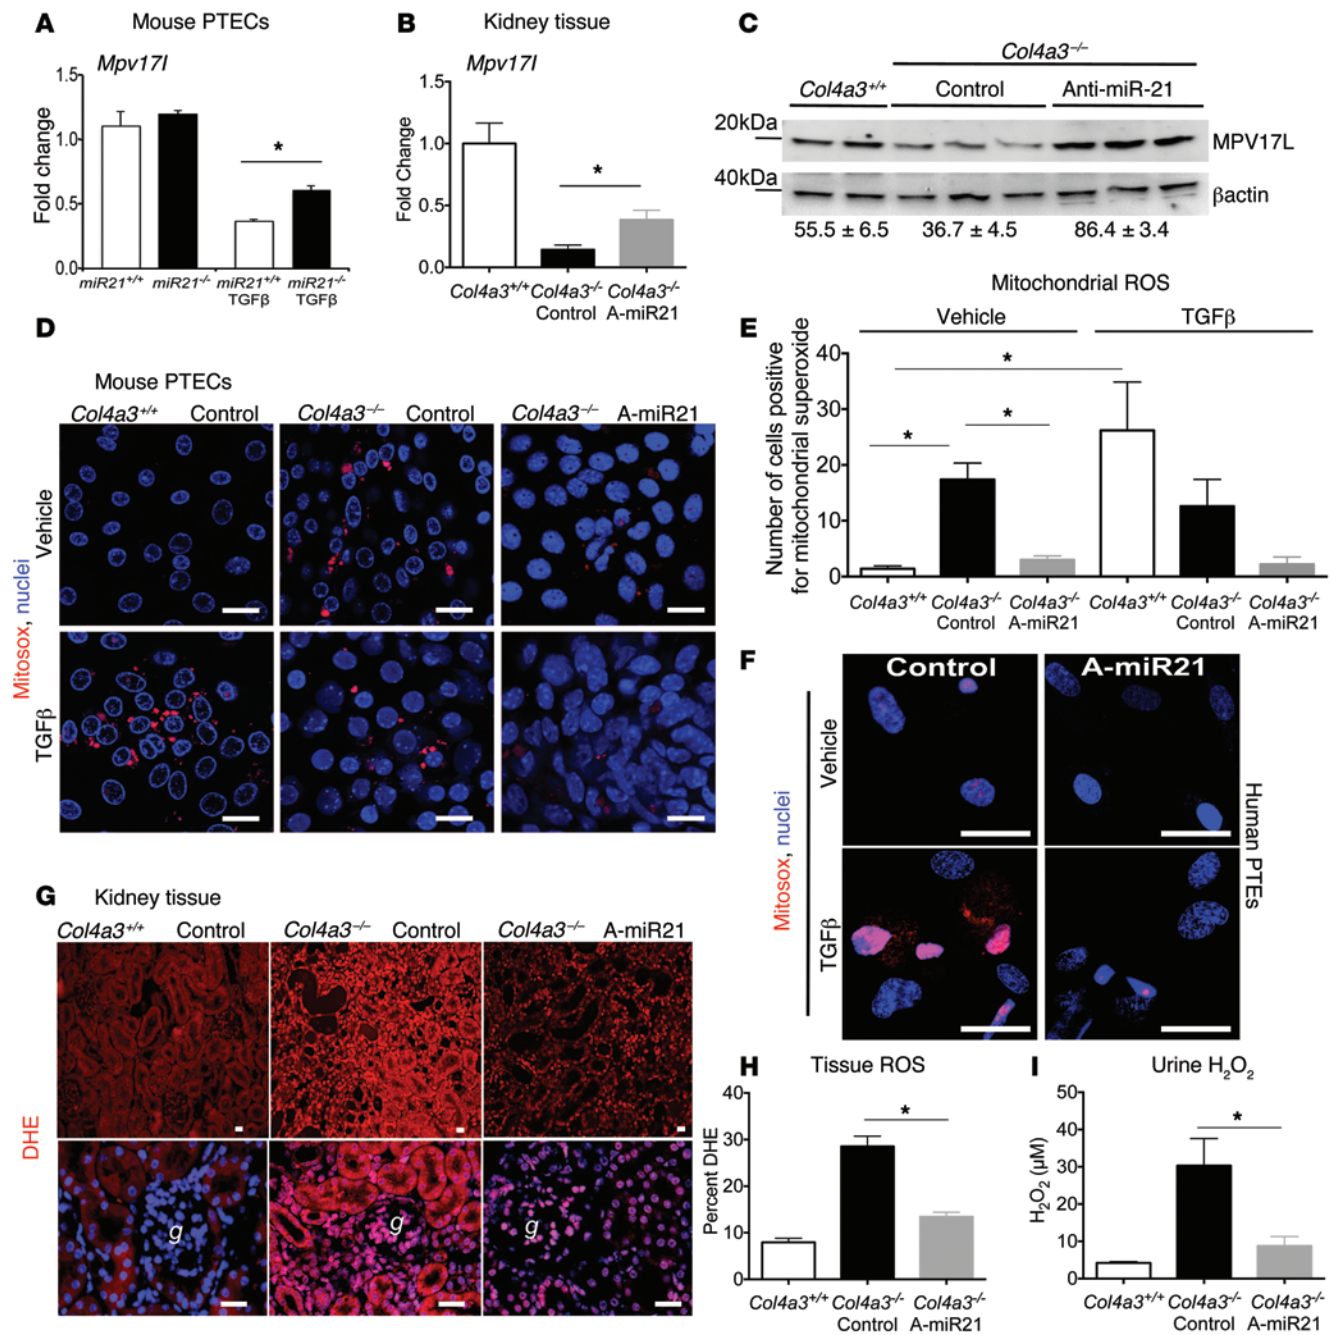 A Mouse PTECs
Mpv17l
Fold change
1.5
1.0
0.5
0.0
miR21+/+ miR21-/- miR21+/+ TGFβ miR21-/- TGFβ
*
B Kidney tissue
Mpv17l
Fold Change
1.5
1.0
0.5
0.0
Col4a3+/+ Col4a3-/- Control Col4a3-/- A-miR21
*
C
Col4a3–/–
Col4a3+/+ Control Anti-miR-21
20kDa
MPV17L
40kDa
βactin
55.5 ± 6.5 36.7 ± 4.5 86.4 ± 3.4
D
Mouse PTECs
Col4a3+/+ Control Col4a3–/– Control Col4a3–/– A-miR21
Mitosox, nuclei
Vehicle
TGFβ
Mitochondrial ROS
E Vehicle TGFβ
Number of cells positive
for mitochondrial superoxide
40
30
20
10
0
* * *
Col4a3+/+ Col4a3-/- Col4a3-/- Col4a3+/+ Col4a3-/- Col4a3-/-
Control A-miR21 Control A-miR21
F Control A-miR21
Mitosox, nuclei
Vehicle
TGFβ
Human PTEs
G Kidney tissue
Col4a3+/+ Control Col4a3–/– Control Col4a3–/– A-miR21
DHE
g g g
H Tissue ROS
Percent DHE
40
30
20
10
0
*
Col4a3+/+ Col4a3-/- Col4a3-/-
Control A-miR21
I Urine H2O2
H2O2 (μM)
50
40
30
20
10
0
*
Col4a3+/+ Col4a3-/- Col4a3-/-
Control A-miR21